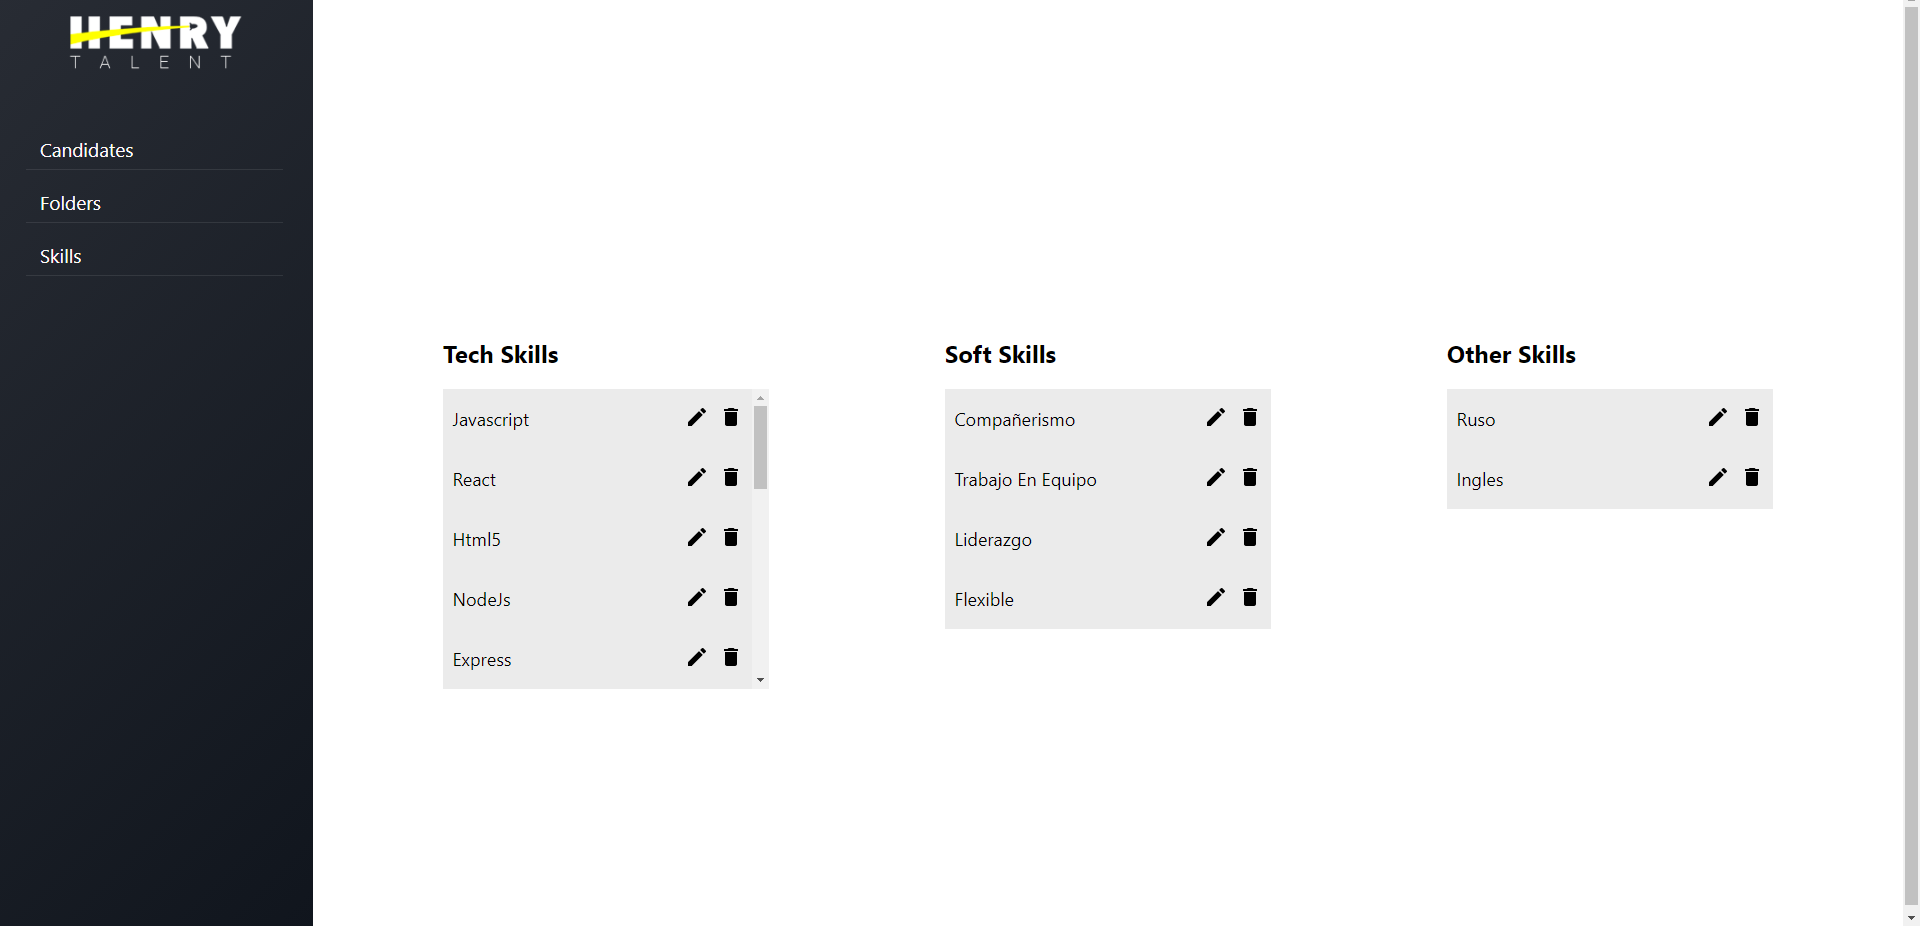 HENRY
TALENT
Candidates
Folders
Skills
Tech Skills
Javascript
React
Html5
NodeJs
Express
Soft Skills
Compañerismo
Trabajo En Equipo
Liderazgo
Flexible
Other Skills
Ruso
Ingles